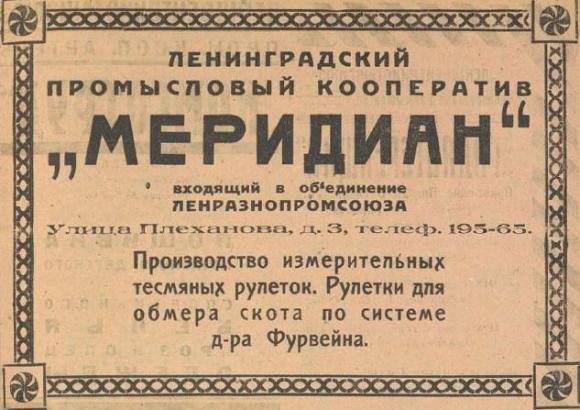 ЛЕНИНГРАДСКИЙ
ПРОМЫСЛОВЫЙ КООПЕРАТИВ
„МЕРИДИАН“
входящий в об'единение
ЛЕНРАЗНОПРОМСОЮЗА
Улица Плеханова, д. 3, телеф. 195-65.
Производство измерительных
тесмяных рулеток. Рулетки для
обмера скота по системе
д-ра Фурвейна.